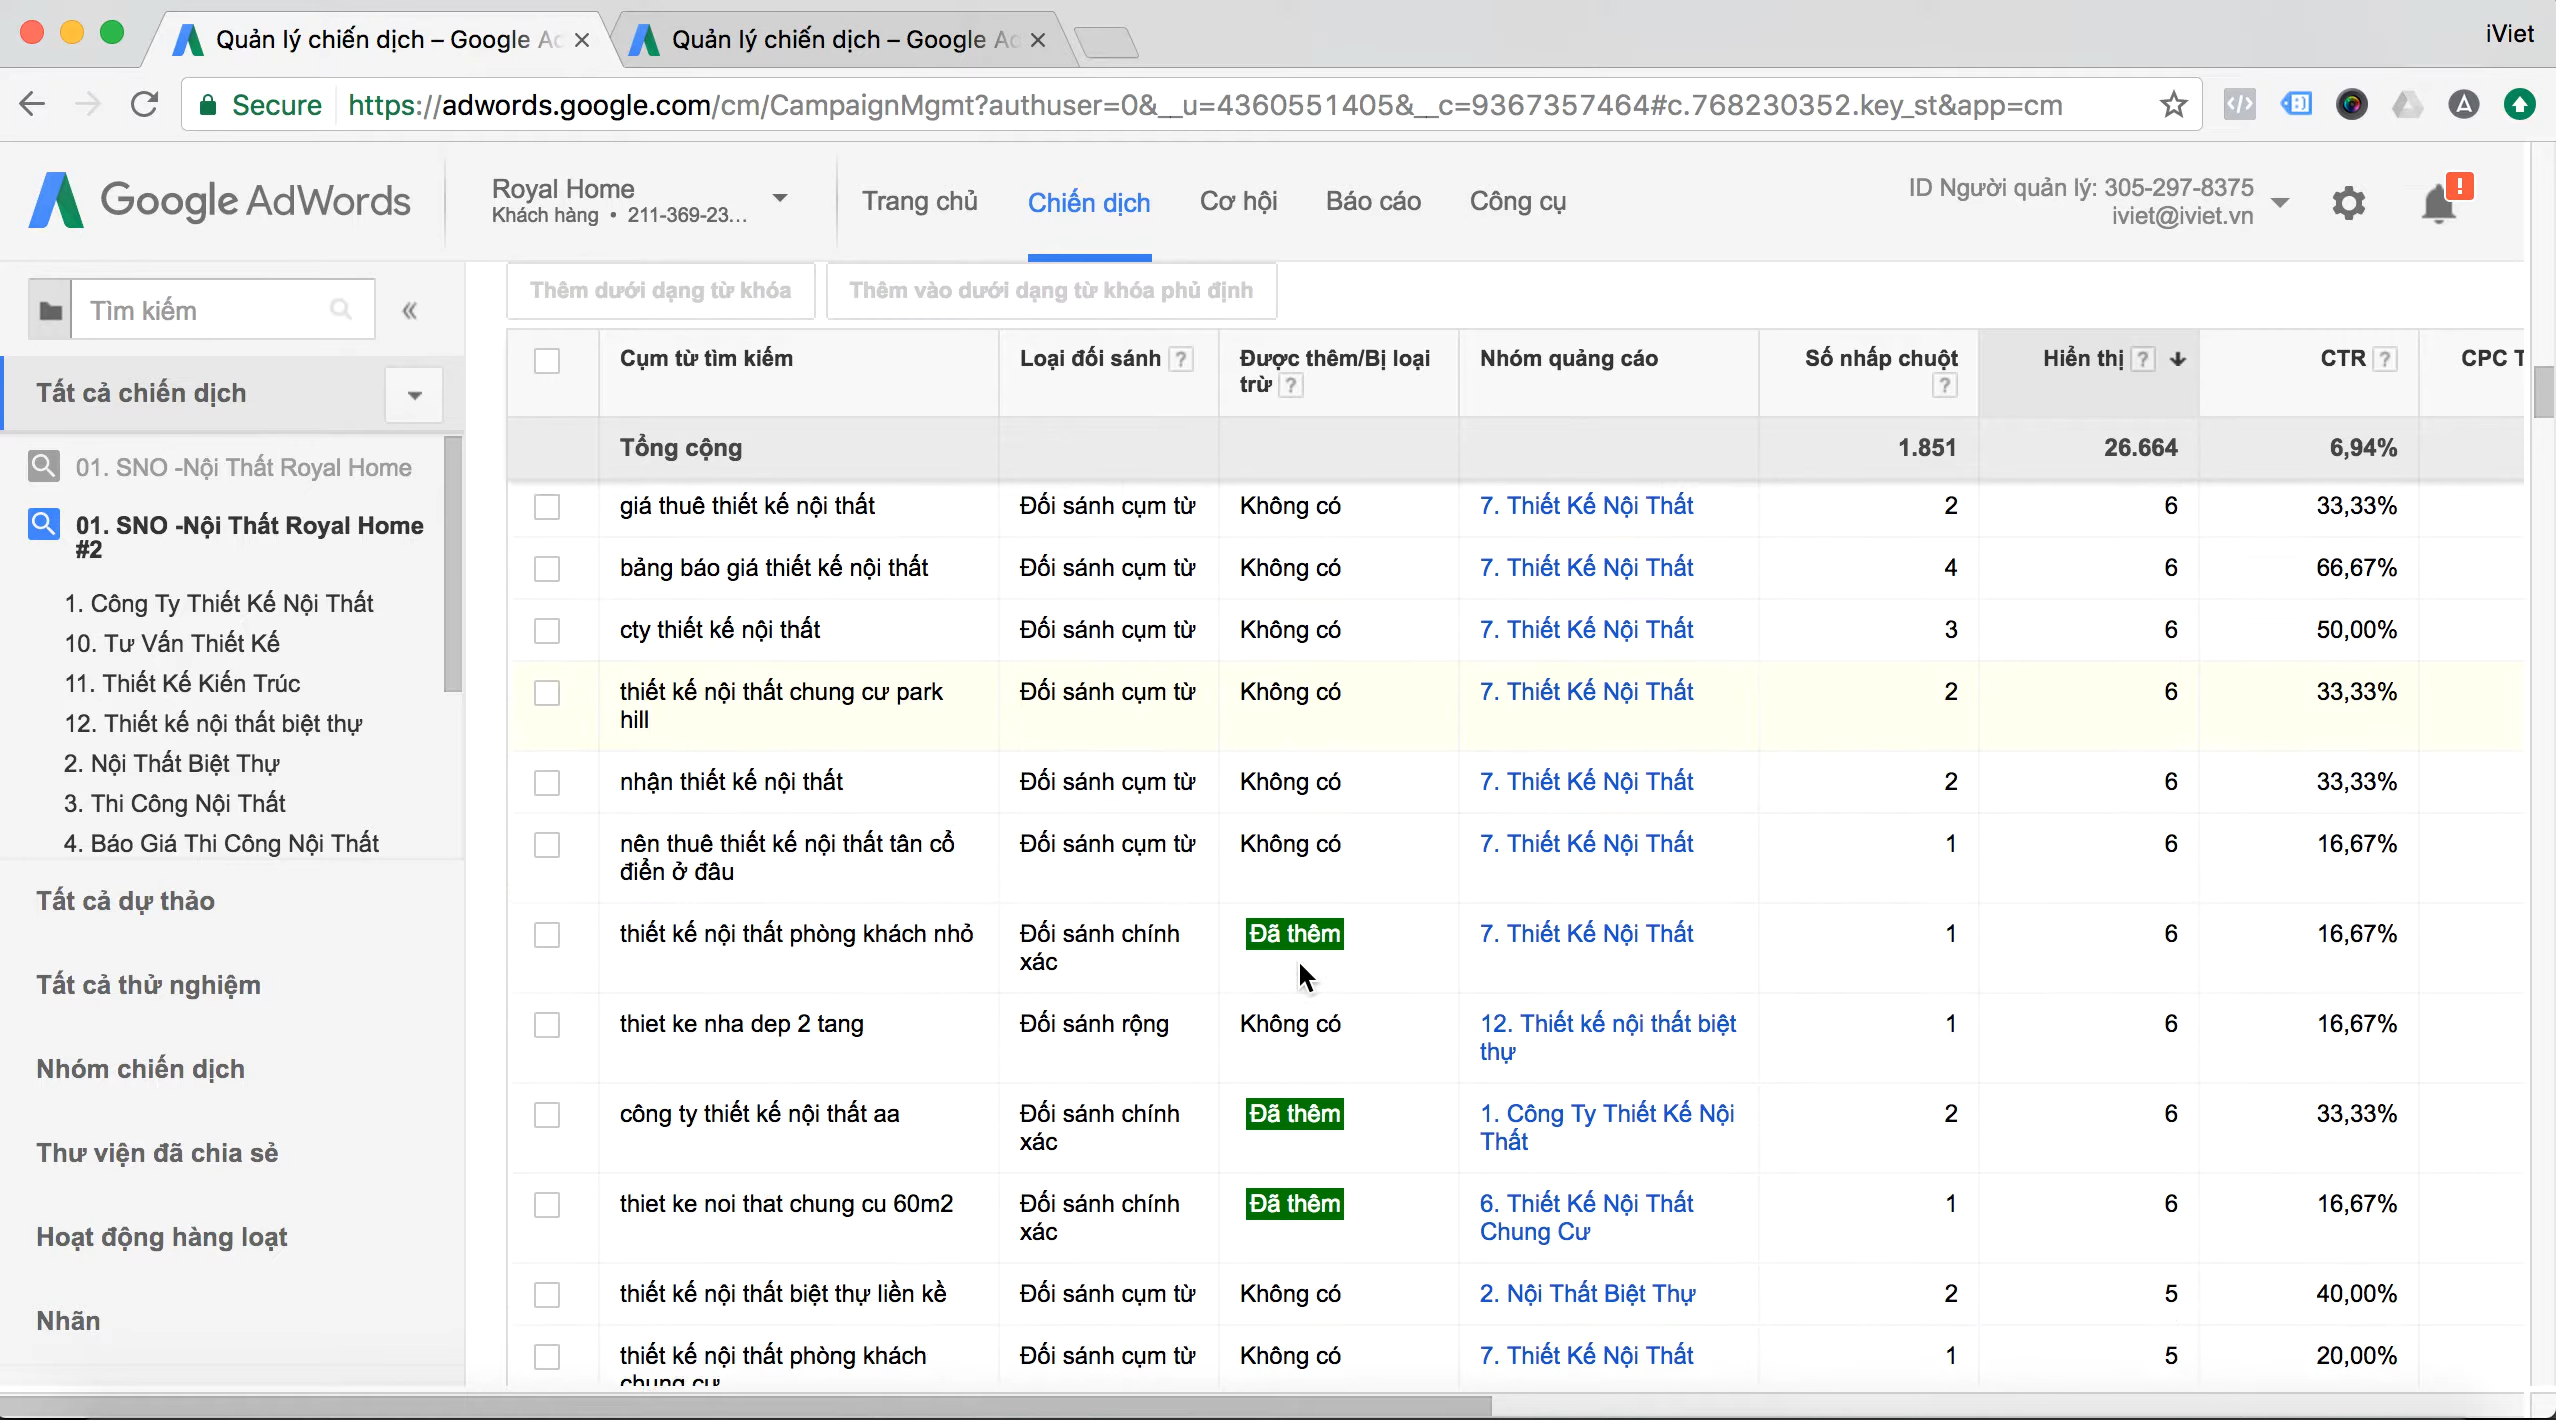 Quản lý chiến dịch – Google Ad
Quản lý chiến dịch – Google Ad
iViet
Secure
https://adwords.google.com/cm/CampaignMgmt?authuser=0&__u=4360551405&__c=9367357464#c.768230352.key_st&app=cm
Google AdWords
Royal Home
Khách hàng • 211-369-23...
Trang chủ
Chiến dịch
Cơ hội
Báo cáo
Công cụ
ID Người quản lý: 305-297-8375
iviet@iviet.vn
!
Tìm kiếm
«
Tất cả chiến dịch
01. SNO -Nội Thất Royal Home
01. SNO -Nội Thất Royal Home
#2
1. Công Ty Thiết Kế Nội Thất
10. Tư Vấn Thiết Kế
11. Thiết Kế Kiến Trúc
12. Thiết kế nội thất biệt thự
2. Nội Thất Biệt Thự
3. Thi Công Nội Thất
4. Báo Giá Thi Công Nội Thất
Tất cả dự thảo
Tất cả thử nghiệm
Nhóm chiến dịch
Thư viện đã chia sẻ
Hoạt động hàng loạt
Nhãn
Thêm dưới dạng từ khóa
Thêm vào dưới dạng từ khóa phủ định
Cụm từ tìm kiếm
Loại đối sánh ?
Được thêm/Bị loại
trừ ?
Nhóm quảng cáo
Số nhấp chuột
?
Hiển thị ?
CTR ?
CPC T
Tổng cộng 1.851 26.664 6,94%
giá thuê thiết kế nội thất Đối sánh cụm từ Không có 7. Thiết Kế Nội Thất 2 6 33,33%
bảng báo giá thiết kế nội thất Đối sánh cụm từ Không có 7. Thiết Kế Nội Thất 4 6 66,67%
cty thiết kế nội thất Đối sánh cụm từ Không có 7. Thiết Kế Nội Thất 3 6 50,00%
thiết kế nội thất chung cư park Đối sánh cụm từ Không có 7. Thiết Kế Nội Thất 2 6 33,33%
hill
nhận thiết kế nội thất Đối sánh cụm từ Không có 7. Thiết Kế Nội Thất 2 6 33,33%
nên thuê thiết kế nội thất tân cổ Đối sánh cụm từ Không có 7. Thiết Kế Nội Thất 1 6 16,67%
điển ở đâu
thiết kế nội thất phòng khách nhỏ Đối sánh chính Đã thêm 7. Thiết Kế Nội Thất 1 6 16,67%
xác
thiet ke nha dep 2 tang Đối sánh rộng Không có 12. Thiết kế nội thất biệt 1 6 16,67%
thự
công ty thiết kế nội thất aa Đối sánh chính Đã thêm 1. Công Ty Thiết Kế Nội 2 6 33,33%
xác Thất
thiet ke noi that chung cu 60m2 Đối sánh chính Đã thêm 6. Thiết Kế Nội Thất 1 6 16,67%
xác Chung Cư
thiết kế nội thất biệt thự liền kề Đối sánh cụm từ Không có 2. Nội Thất Biệt Thự 2 5 40,00%
thiết kế nội thất phòng khách Đối sánh cụm từ Không có 7. Thiết Kế Nội Thất 1 5 20,00%
chung cư